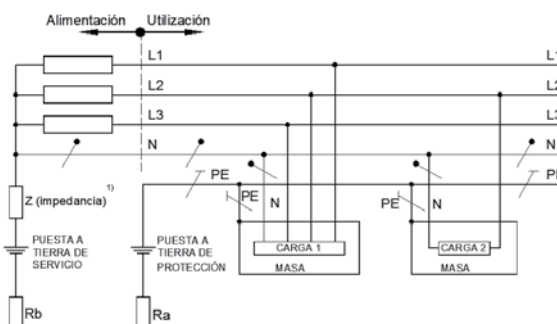 Alimentación Utilización
L1 L1
L2 L2
L3 L3
N N
PE PE
PE N PE N
Z (impedancia) 1)
PUESTA A
TIERRA DE
SERVICIO
PUESTA A
TIERRA DE
PROTECCIÓN
CARGA 1
MASA
CARGA 2
MASA
Rb Ra